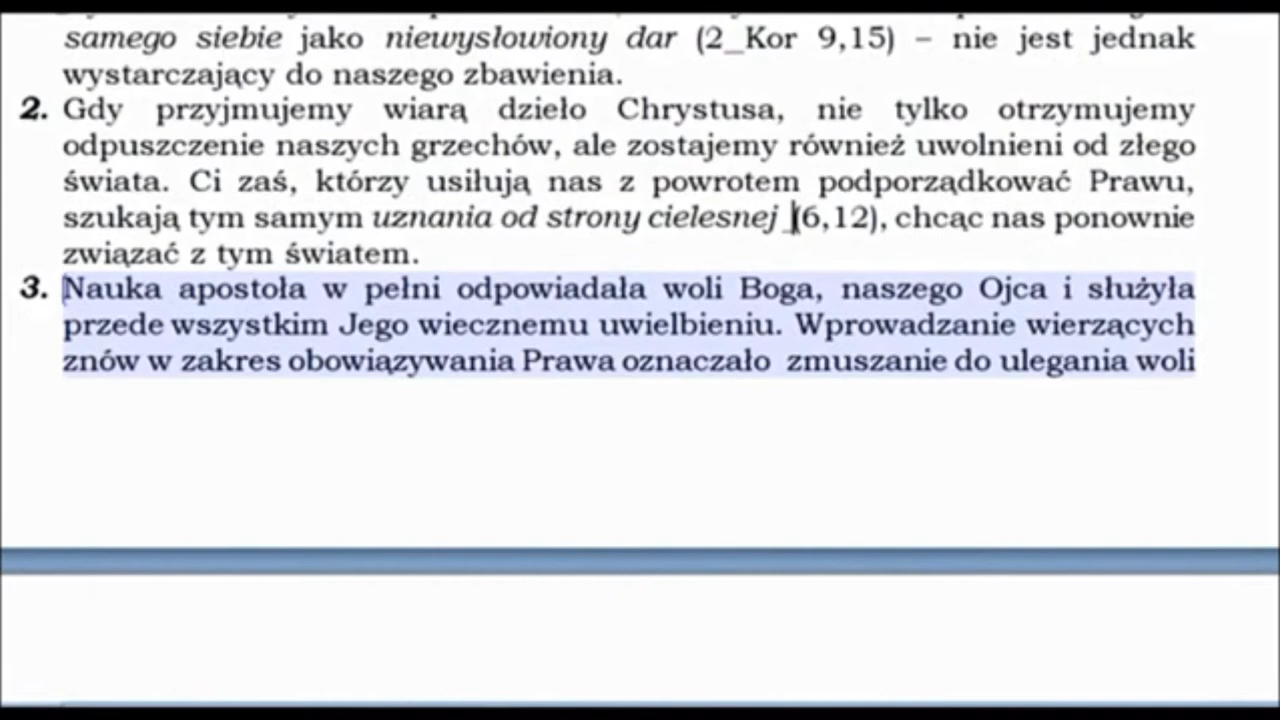 samego siebie jako niewysłowiony dar (2_Kor 9,15) – nie jest jednak
wystarczający do naszego zbawienia.
2. Gdy przyjmujemy wiarą dzieło Chrystusa, nie tylko otrzymujemy
odpuszczenie naszych grzechów, ale zostajemy również uwolnieni od złego
świata. Ci zaś, którzy usiłują nas z powrotem podporządkować Prawu,
szukają tym samym uznania od strony cielesnej_(6,12), chcąc nas ponownie
związać z tym światem.
3. Nauka apostoła w pełni odpowiadała woli Boga, naszego Ojca i służyła
przede wszystkim Jego wiecznemu uwielbieniu. Wprowadzanie wierzących
znów w zakres obowiązywania Prawa oznaczało zmuszanie do ulegania woli